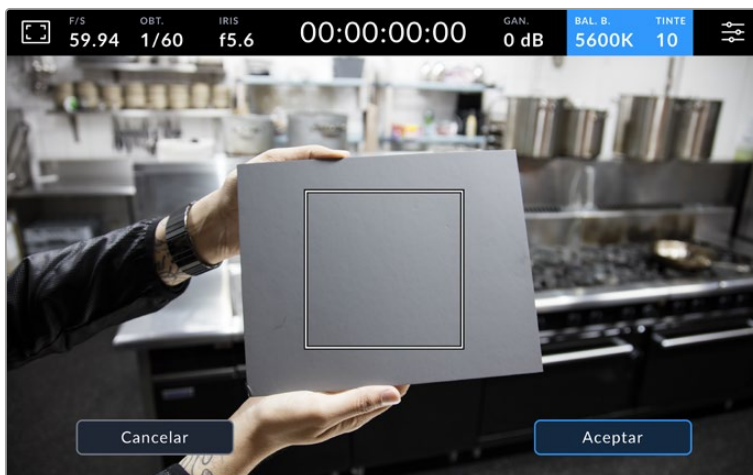 F/S OBT. IRIS GAN. BAL. B. TINTE
59.94 1/60 f5.6 00:00:00:00 0 dB 5600K 10
Cancelar Aceptar